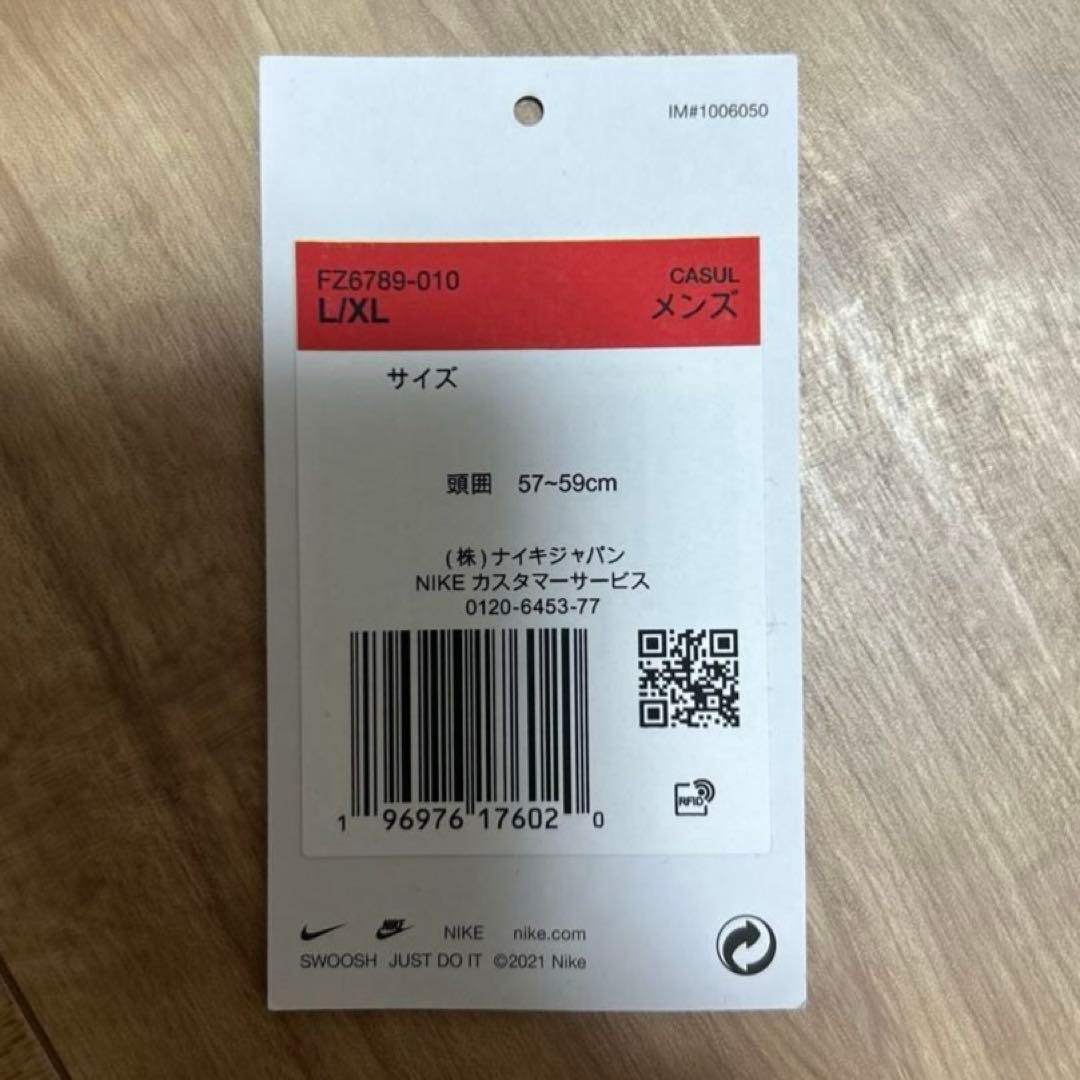 IM#1006050
FZ6789-010
CASUL
L/XL
メンズ
サイズ
頭囲 57~59cm
(株)ナイキジャパン
NIKE カスタマーサービス
0120-6453-77
1 96976 17602 0
RFID
NIKE
NIKE nike.com
SWOOSH JUST DO IT ©2021 Nike